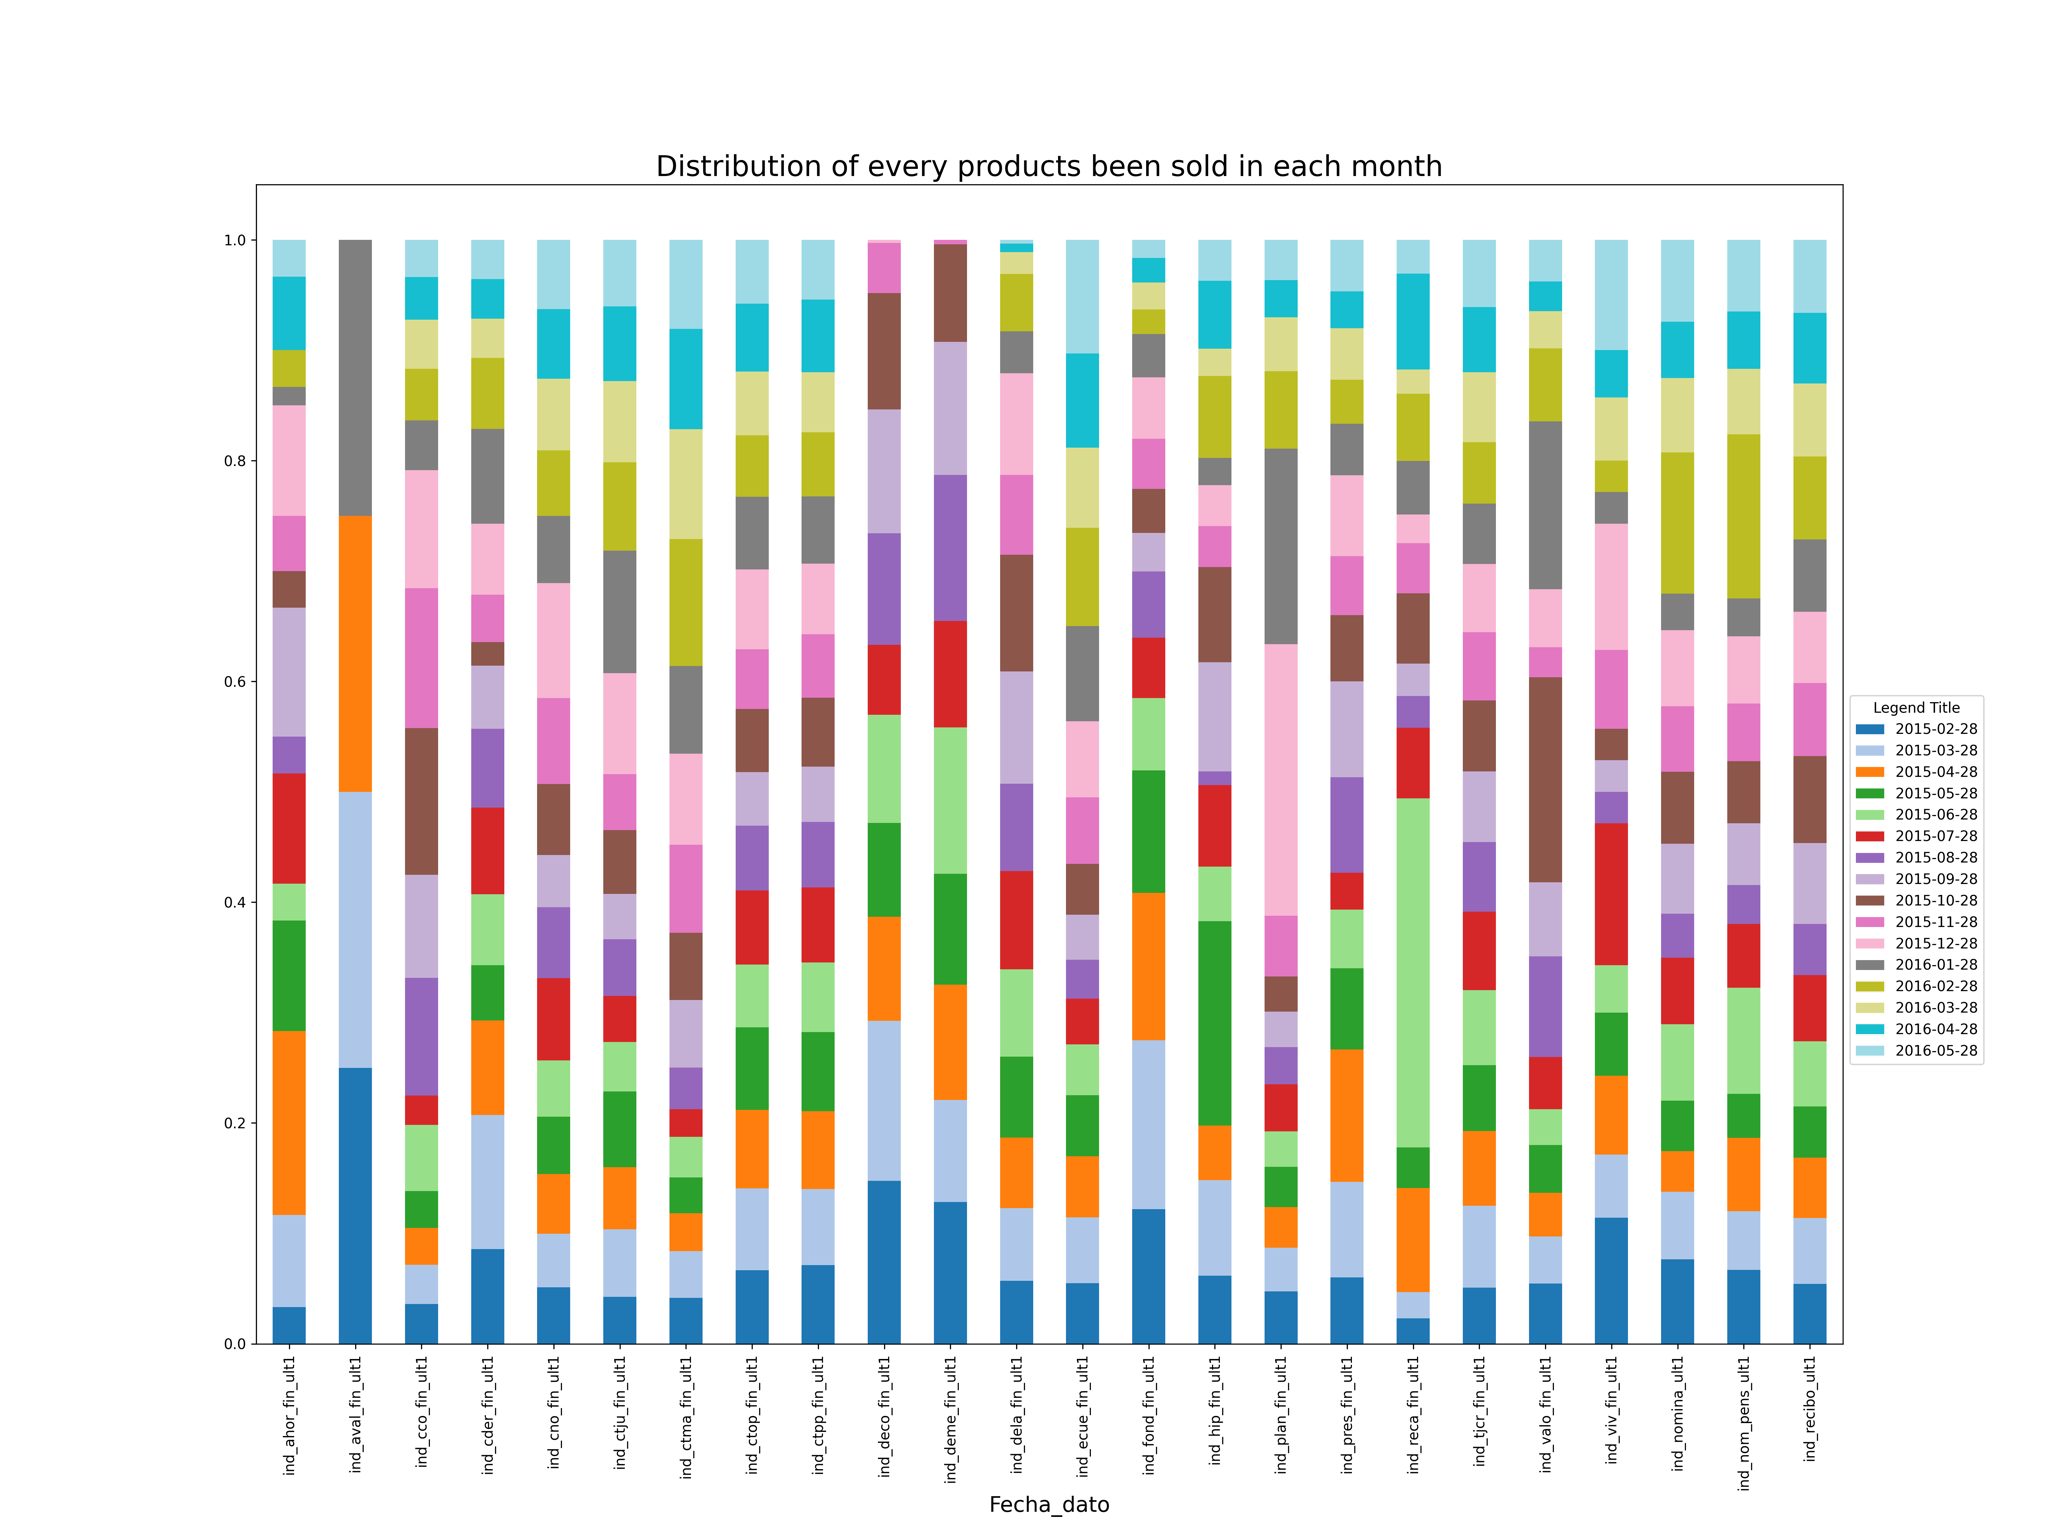 Distribution of every products been sold in each month
1.0
0.8
0.6
0.4
0.2
0.0
ind_ahor_fin_ult1
ind_aval_fin_ult1
ind_cco_fin_ult1
ind_cder_fin_ult1
ind_cno_fin_ult1
ind_ctju_fin_ult1
ind_ctma_fin_ult1
ind_ctop_fin_ult1
ind_ctpp_fin_ult1
ind_deco_fin_ult1
ind_deme_fin_ult1
ind_dela_fin_ult1
ind_ecue_fin_ult1
ind_fond_fin_ult1
ind_hip_fin_ult1
ind_plan_fin_ult1
ind_pres_fin_ult1
ind_reca_fin_ult1
ind_tjcr_fin_ult1
ind_valo_fin_ult1
ind_viv_fin_ult1
ind_nomina_ult1
ind_nom_pens_ult1
ind_recibo_ult1
Fecha_dato
Legend Title
2015-02-28
2015-03-28
2015-04-28
2015-05-28
2015-06-28
2015-07-28
2015-08-28
2015-09-28
2015-10-28
2015-11-28
2015-12-28
2016-01-28
2016-02-28
2016-03-28
2016-04-28
2016-05-28